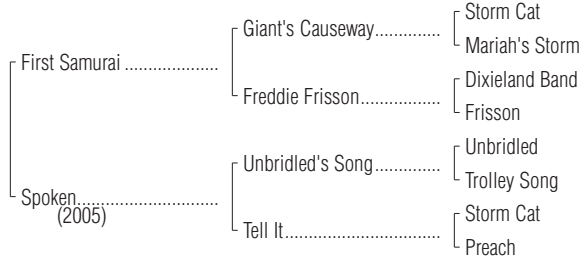 Storm Cat
Giant's Causeway..............
Mariah's Storm
First Samurai ....................
Dixieland Band
Freddie Frisson.................
Frisson
Unbridled
Unbridled's Song..............
Trolley Song
Spoken..............................
(2005)
Storm Cat
Tell It.................................
Preach